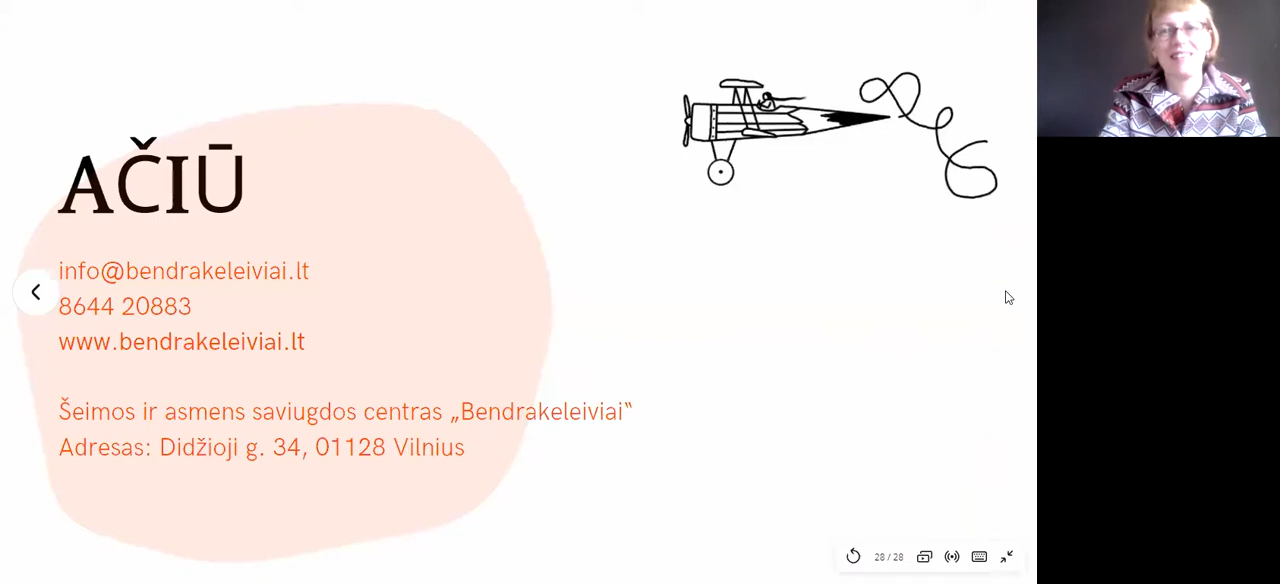 AČIŪ
info@bendrakeleiviai.lt
8644 20883
www.bendrakeleiviai.lt
Šeimos ir asmens saviugdos centras „Bendrakeleiviai“
Adresas: Didžioji g. 34, 01128 Vilnius
28 / 28